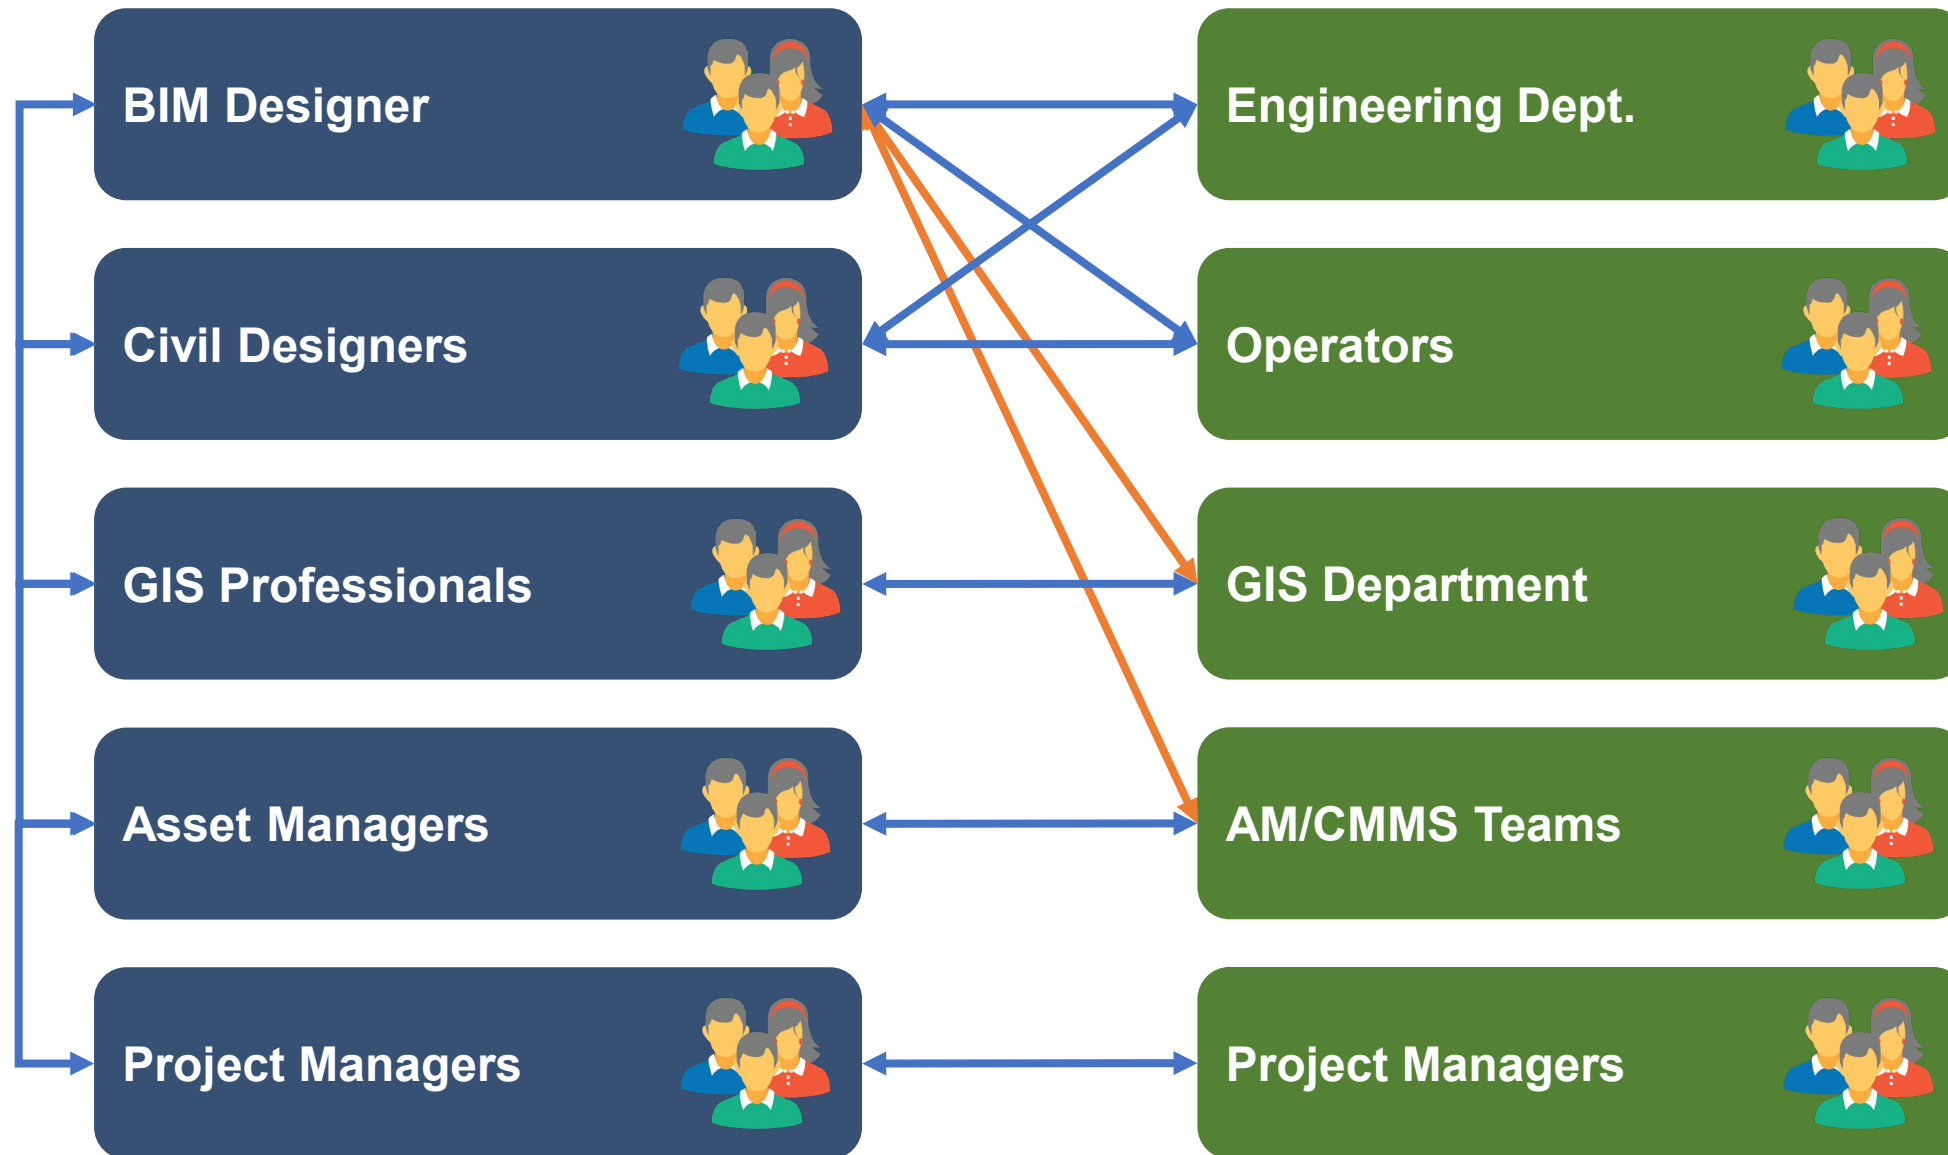 BIM Designer
Engineering Dept.
Civil Designers
Operators
GIS Professionals
GIS Department
Asset Managers
AM/CMMS Teams
Project Managers
Project Managers